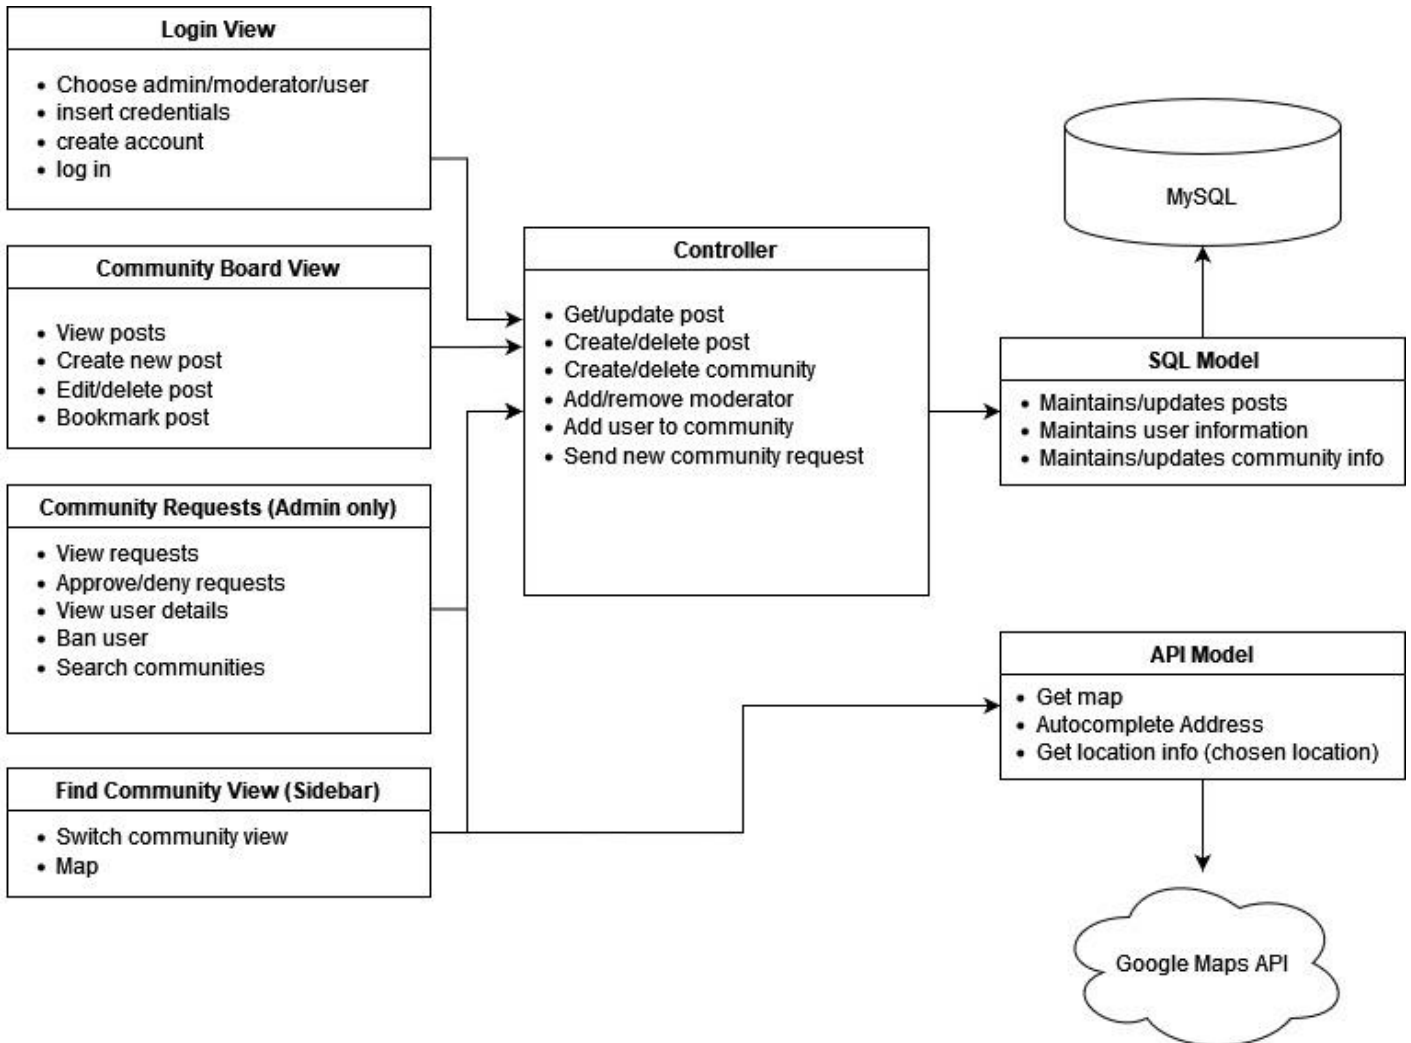 Login View
Choose admin/moderator/user
insert credentials
create account
log in
Community Board View
View posts
Create new post
Edit/delete post
Bookmark post
Community Requests (Admin only)
View requests
Approve/deny requests
View user details
Ban user
Search communities
Find Community View (Sidebar)
Switch community view
Map
Controller
Get/update post
Create/delete post
Create/delete community
Add/remove moderator
Add user to community
Send new community request
MySQL
SQL Model
Maintains/updates posts
Maintains user information
Maintains/updates community info
API Model
Get map
Autocomplete Address
Get location info (chosen location)
Google Maps API